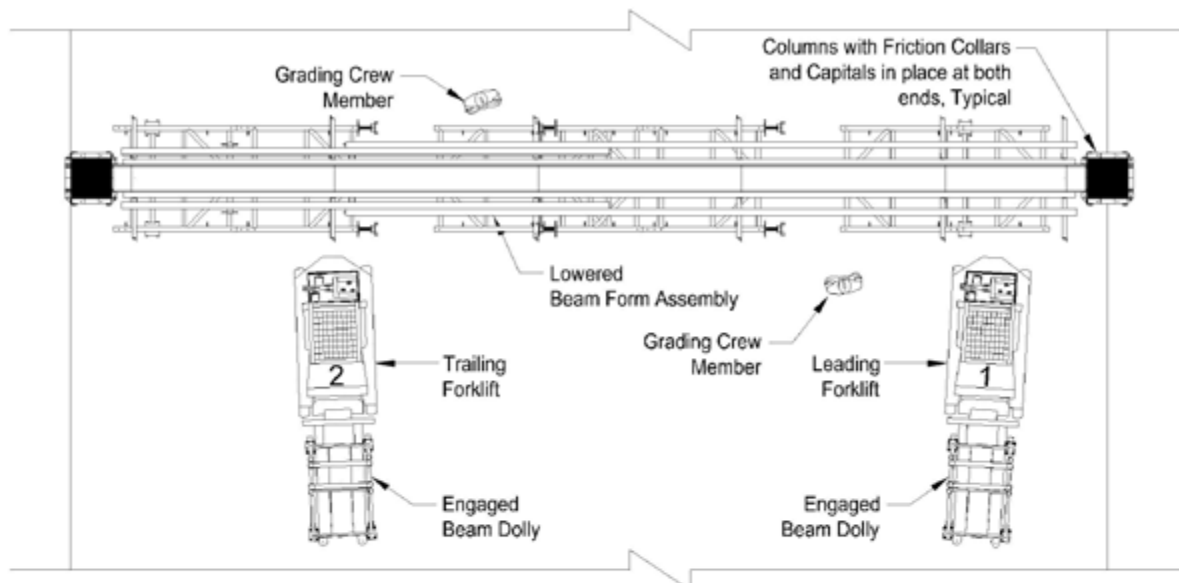 Columns with Friction Collars
and Capitals in place at both
ends, Typical
Grading Crew
Member
Lowered
Beam Form Assembly
Grading Crew
Member
Trailing
Forklift
Leading
Forklift
2
1
Engaged
Beam Dolly
Engaged
Beam Dolly